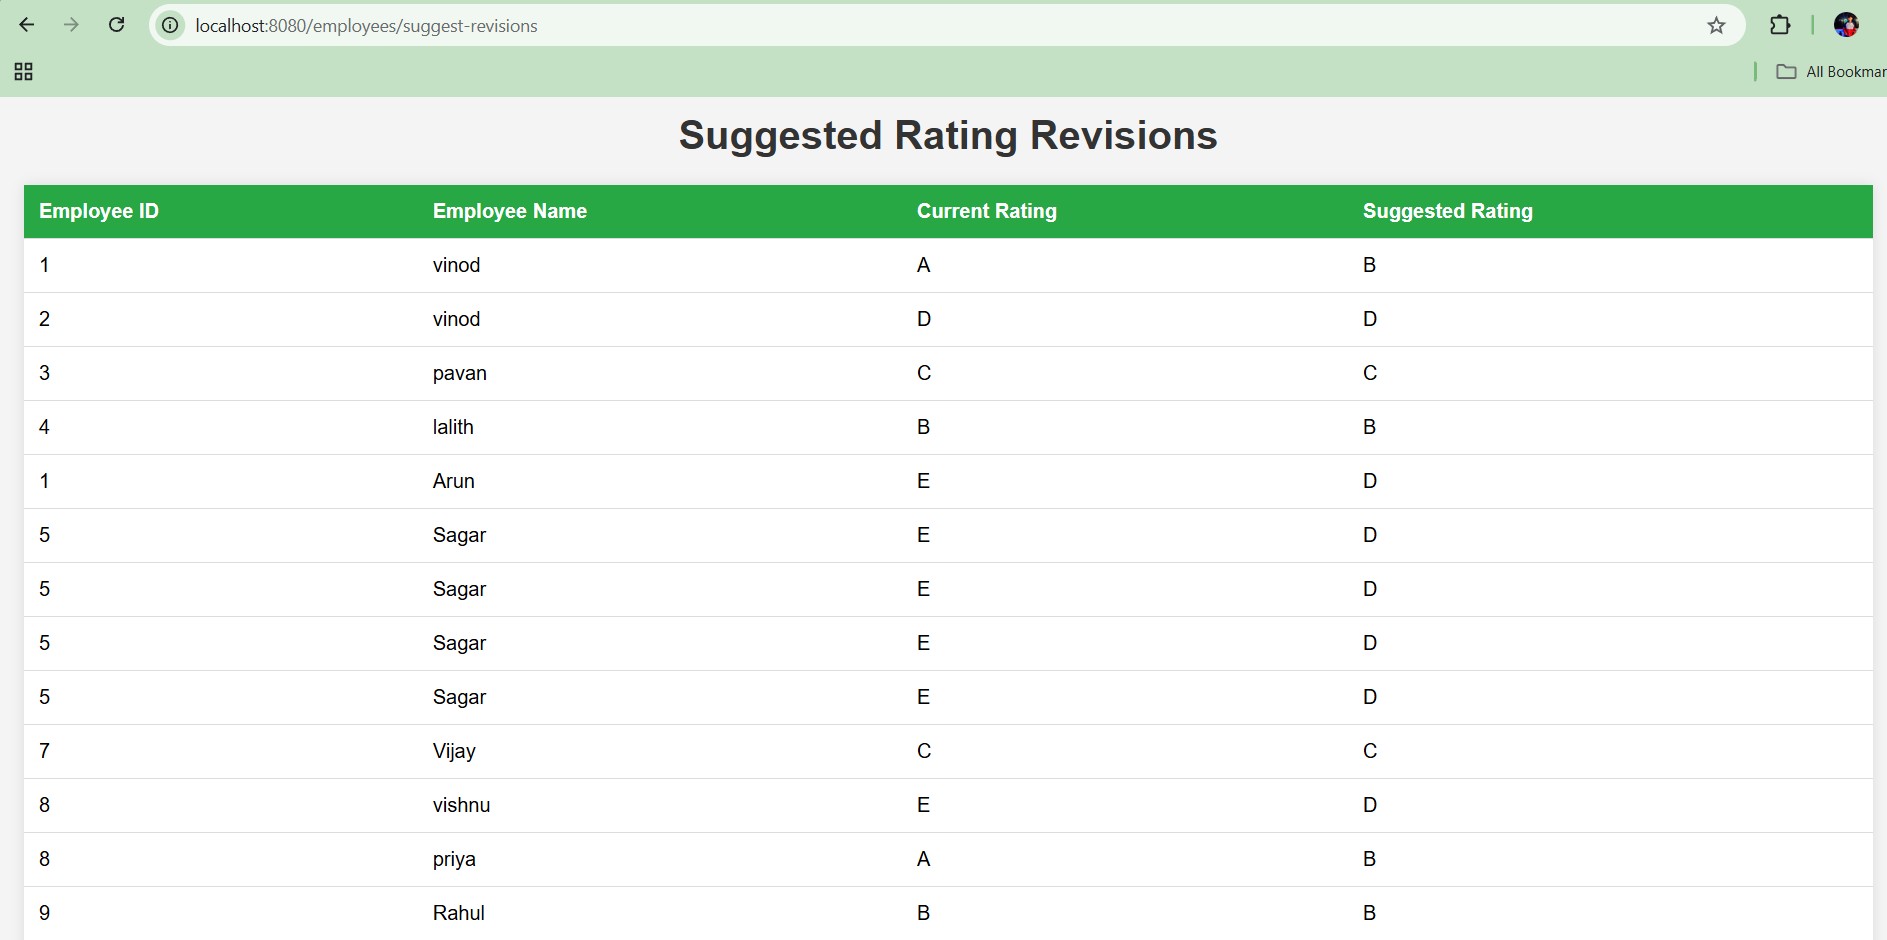 localhost:8080/employees/suggest-revisions
All Bookmar
Suggested Rating Revisions
Employee ID Employee Name Current Rating Suggested Rating
1 vinod A B
2 vinod D D
3 pavan C C
4 lalith B B
1 Arun E D
5 Sagar E D
5 Sagar E D
5 Sagar E D
5 Sagar E D
7 Vijay C C
8 vishnu E D
8 priya A B
9 Rahul B B